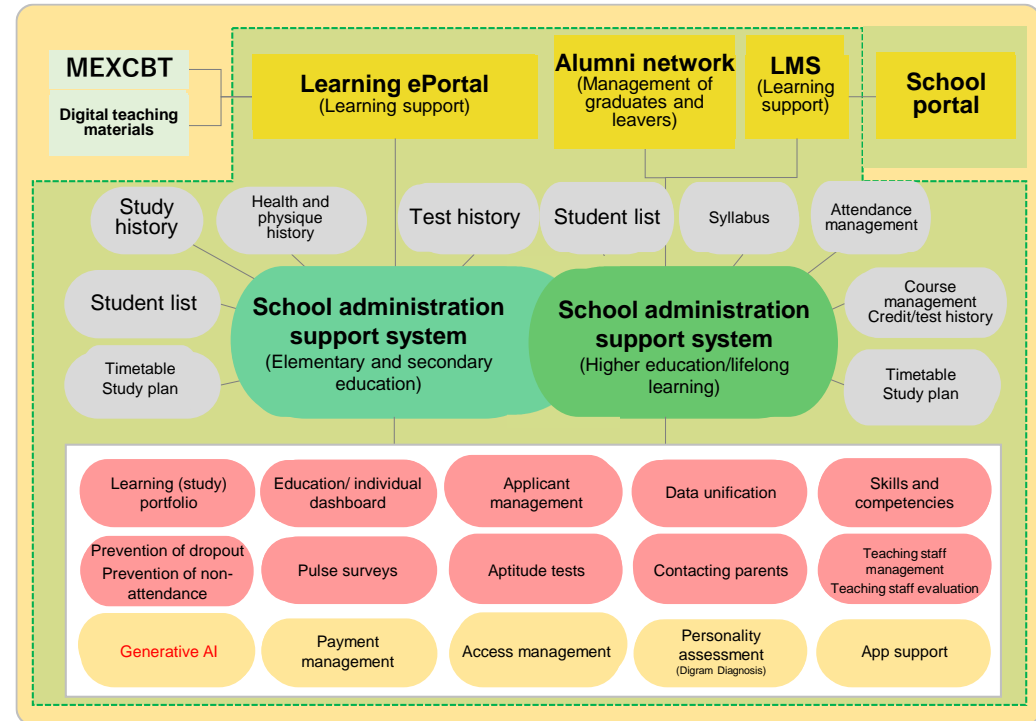 MEXCBT
Digital teaching
materials
Learning ePortal
(Learning support)
Alumni network
(Management of
graduates and
leavers)
LMS
(Learning
support)
School
portal
Study
history
Health and
physique
history
Test history
Student list
Syllabus
Attendance
management
Student list
Timetable
Study plan
School administration
support system
(Elementary and secondary
education)
School administration
support system
(Higher education/lifelong
learning)
Course
management
Credit/test history
Timetable
Study plan
Learning (study)
portfolio
Education/ individual
dashboard
Applicant
management
Data unification
Skills and
competencies
Prevention of dropout
Prevention of non-
attendance
Pulse surveys
Aptitude tests
Contacting parents
Teaching staff
management
Teaching staff evaluation
Generative AI
Payment
management
Access management
Personality
assessment
(Digram Diagnosis)
App support